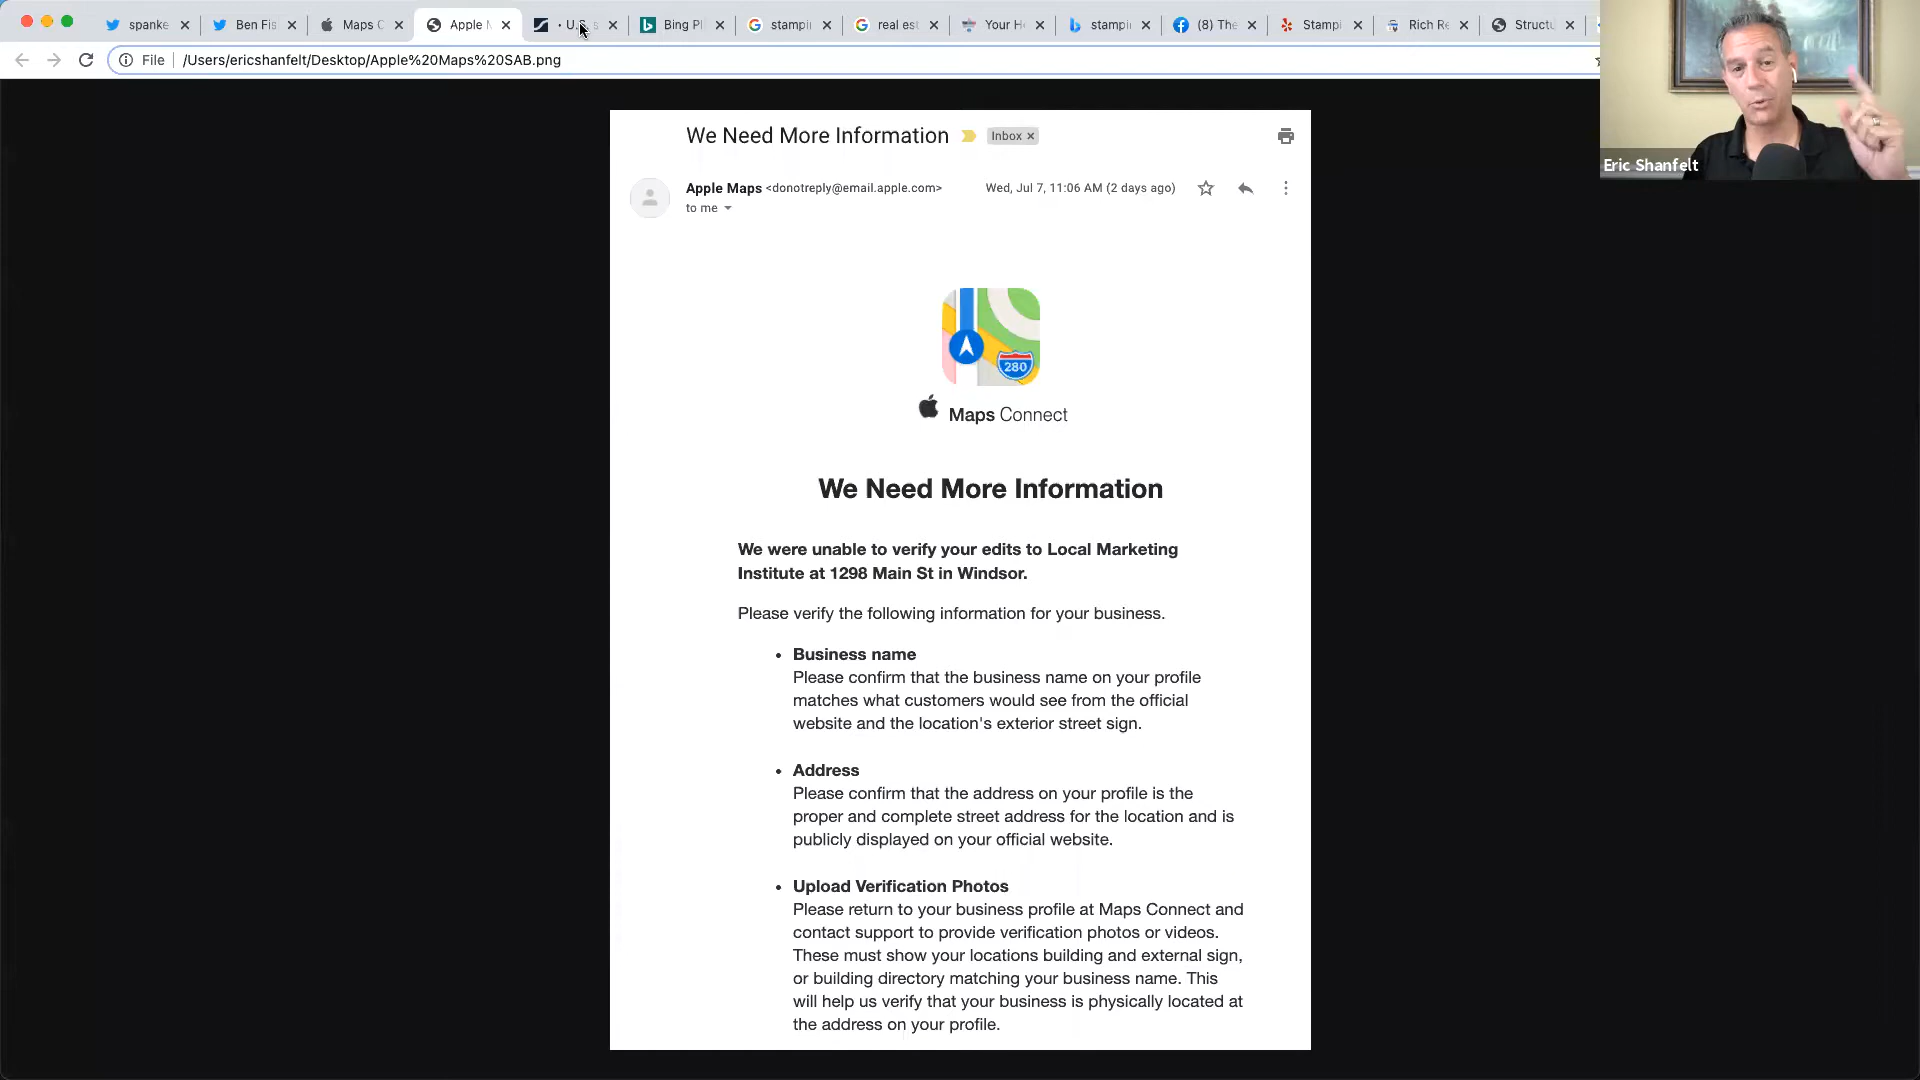 spanke
Ben Fis
Maps C
Apple M
· U.S. s
Bing Pl
stampin
real est
Your H
stampin
(8) The
Stampi
Rich Re
Structu
File
/Users/ericshanfelt/Desktop/Apple%20Maps%20SAB.png
Eric Shanfelt
We Need More Information
Inbox
Apple Maps <donotreply@email.apple.com>
Wed, Jul 7, 11:06 AM (2 days ago)
to me
280
Maps Connect
We Need More Information
We were unable to verify your edits to Local Marketing
Institute at 1298 Main St in Windsor.
Please verify the following information for your business.
• Business name
Please confirm that the business name on your profile
matches what customers would see from the official
website and the location's exterior street sign.
• Address
Please confirm that the address on your profile is the
proper and complete street address for the location and is
publicly displayed on your official website.
• Upload Verification Photos
Please return to your business profile at Maps Connect and
contact support to provide verification photos or videos.
These must show your locations building and external sign,
or building directory matching your business name. This
will help us verify that your business is physically located at
the address on your profile.